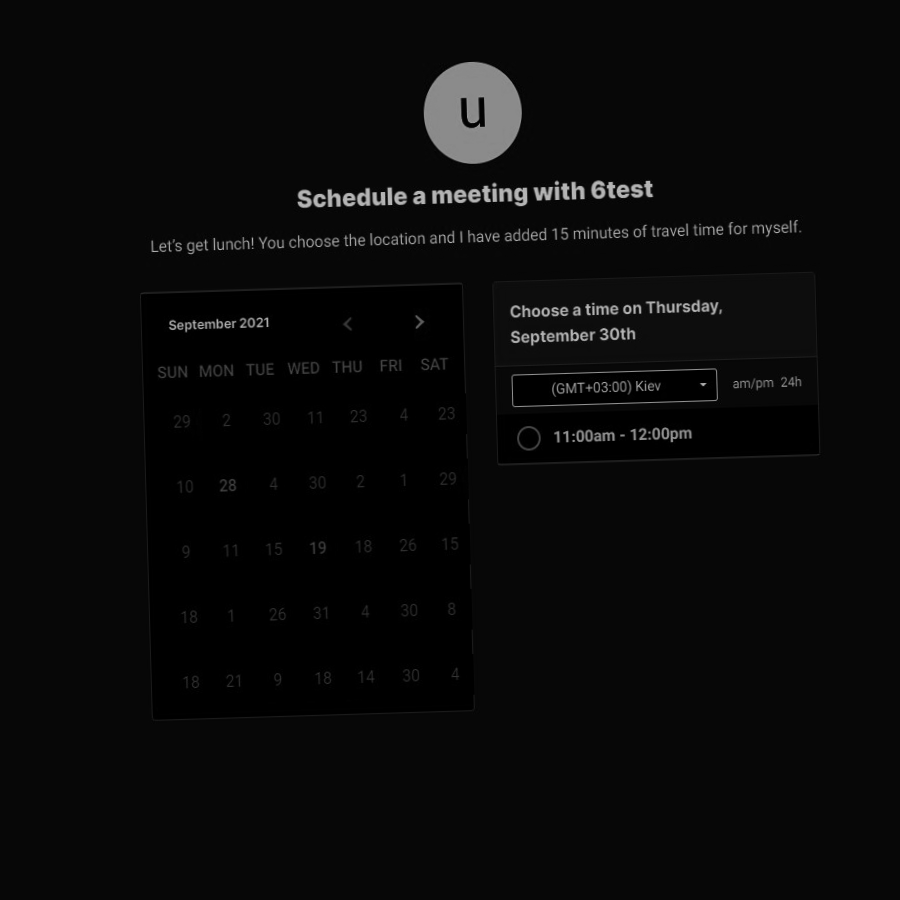 u
Schedule a meeting with 6test
Let's get lunch! You choose the location and I have added 15 minutes of travel time for myself.
September 2021
SUN MON TUE WED THU FRI SAT
29 2 30 11 23 4 23
10 28 4 30 2 1 29
9 11 15 19 18 26 15
18 1 26 31 4 30 8
18 21 9 18 14 30 4
Choose a time on Thursday,
September 30th
(GMT+03:00) Kiev am/pm 24h
11:00am - 12:00pm